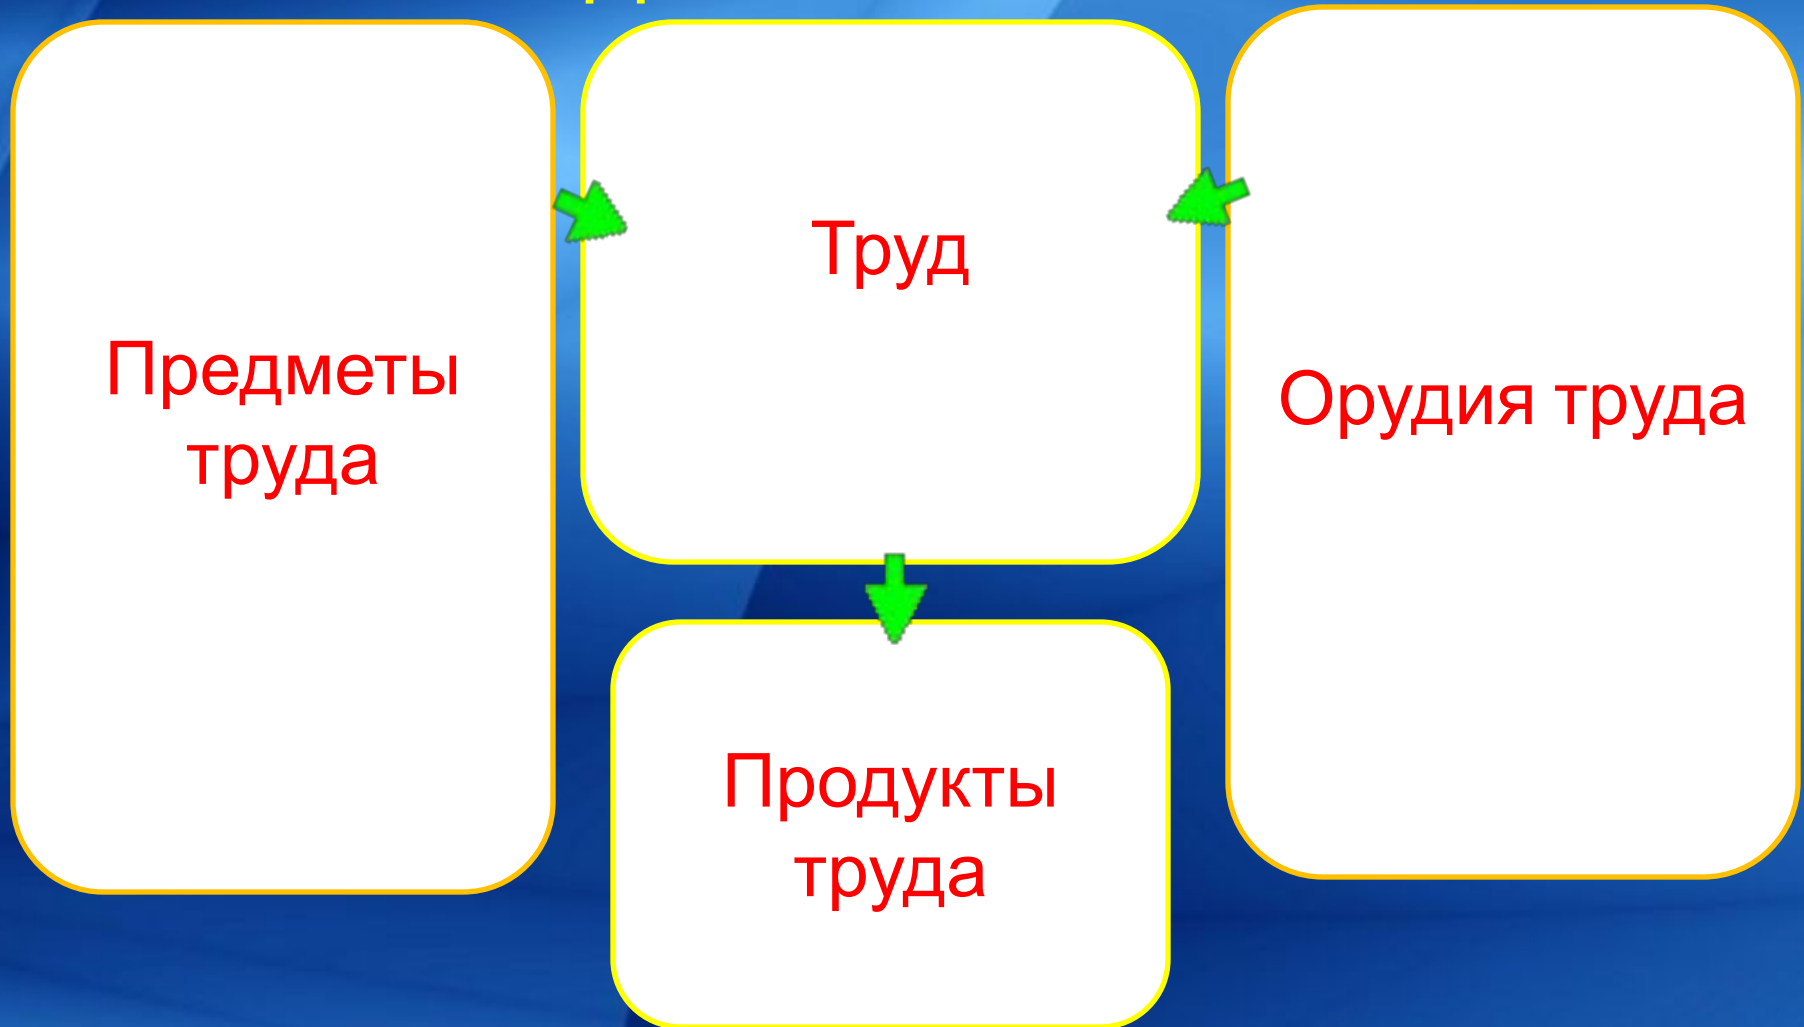 Предметы
труда
Труд
Орудия труда
Продукты
труда